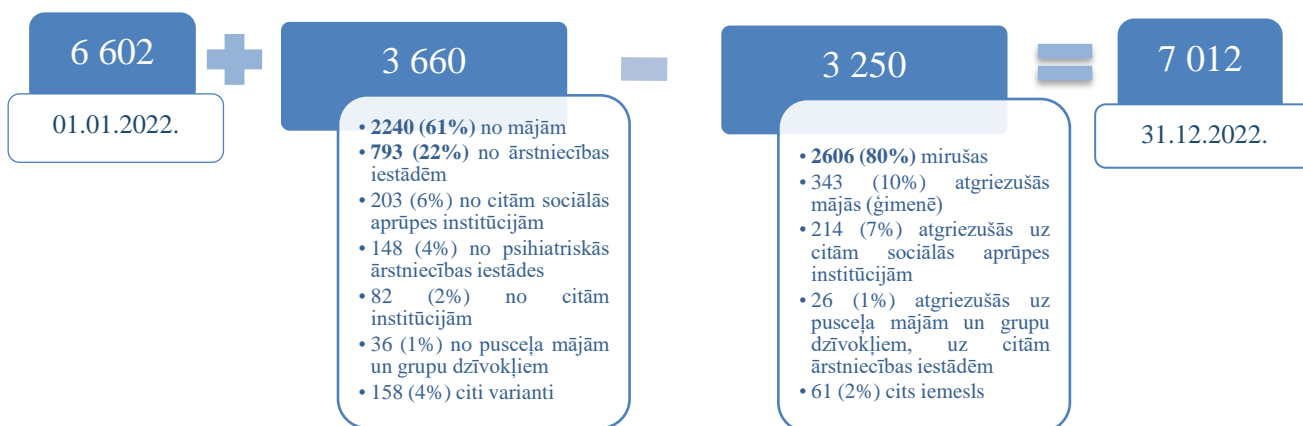 6 602
01.01.2022.
3 660
• 2240 (61%) no mājām
• 793 (22%) no ārstniecības
iestādēm
• 203 (6%) no citām sociālās
aprūpes institūcijām
• 148 (4%) no psihiatriskās
ārstniecības iestādes
• 82 (2%) no citām
institūcijām
• 36 (1%) no pusceļa mājām
un grupu dzīvokļiem
• 158 (4%) citi varianti
3 250
• 2606 (80%) mirušas
• 343 (10%) atgriezušās
mājās (ģimenē)
• 214 (7%) atgriezušās uz
citām sociālās aprūpes
institūcijām
• 26 (1%) atgriezušās uz
pusceļa mājām un grupu
dzīvokļiem, uz citām
ārstniecības iestādēm
• 61 (2%) cits iemesls
7 012
31.12.2022.